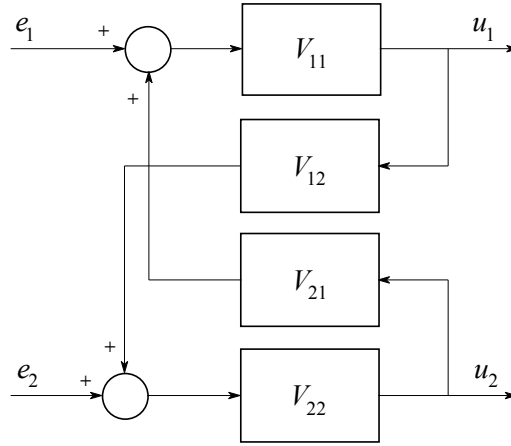 e₁ + V₁₁ u₁
+
V₁₂
V₂₁
+
e₂ + V₂₂ u₂